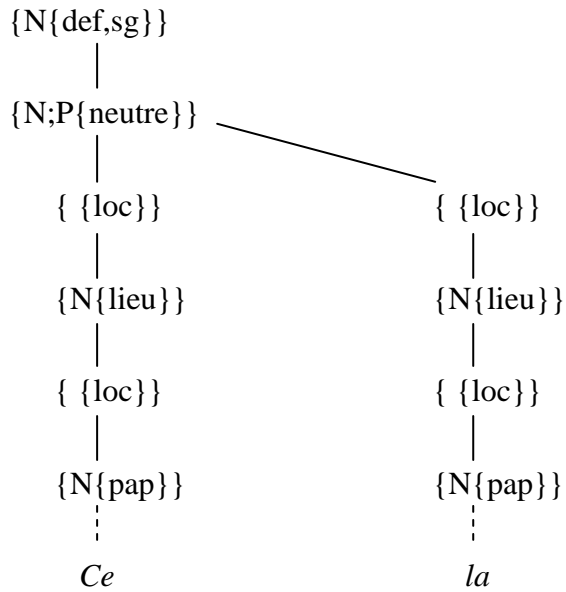 {N{def,sg}}
{N;P{neutre}}
{ {loc}} { {loc}}
{N{lieu}} {N{lieu}}
{ {loc}} { {loc}}
{N{pap}} {N{pap}}
Ce la